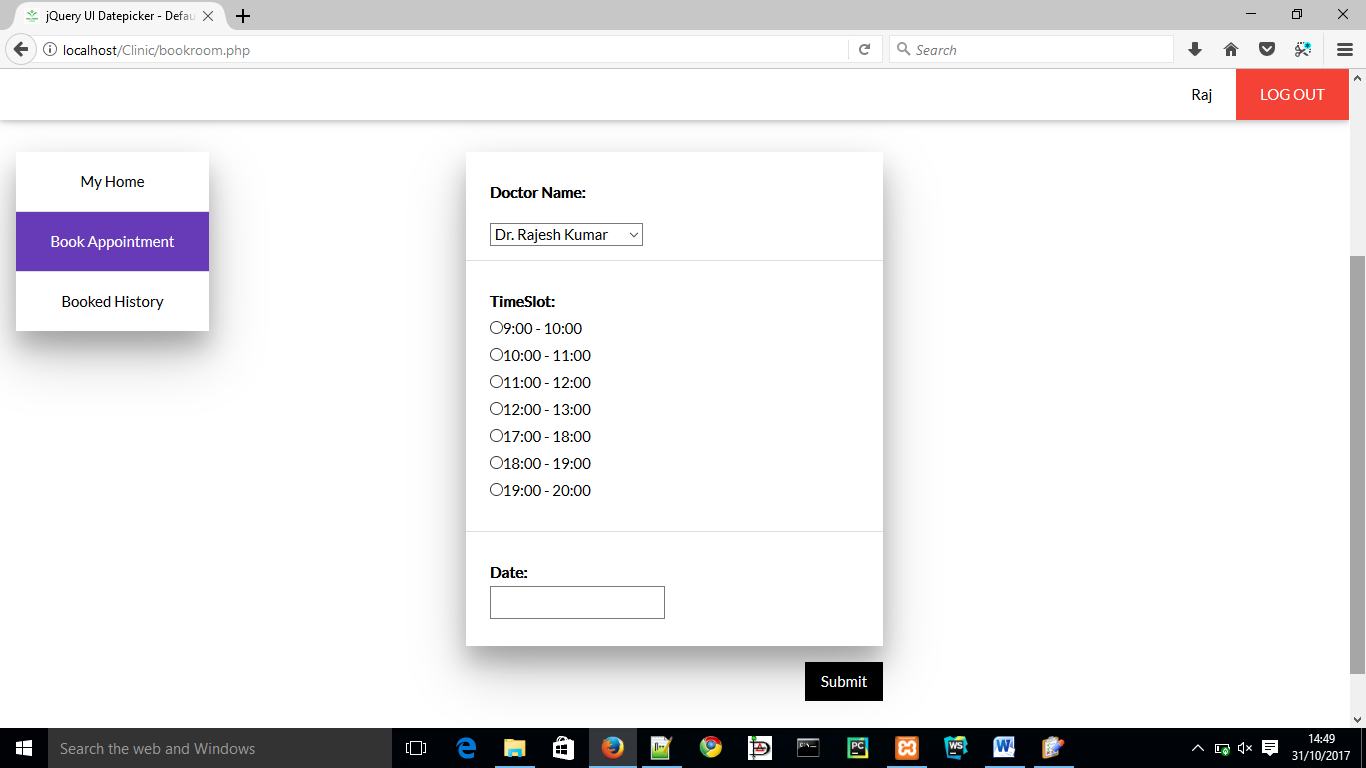 jQuery UI Datepicker - Defau
localhost/Clinic/bookroom.php
Search
Raj
LOG OUT
My Home
Book Appointment
Booked History
Doctor Name:
Dr. Rajesh Kumar
TimeSlot:
9:00 - 10:00
10:00 - 11:00
11:00 - 12:00
12:00 - 13:00
17:00 - 18:00
18:00 - 19:00
19:00 - 20:00
Date:
Submit
Search the web and Windows
PC
WS
14:49
31/10/2017